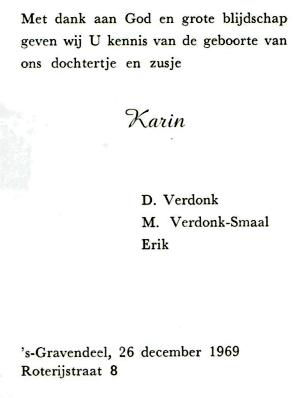 Met dank aan God en grote blijdschap
geven wij U kennis van de geboorte van
ons dochtertje en zusje
Karin
D. Verdonk
M. Verdonk-Smaal
Erik
's-Gravendeel, 26 december 1969
Roterijstraat 8